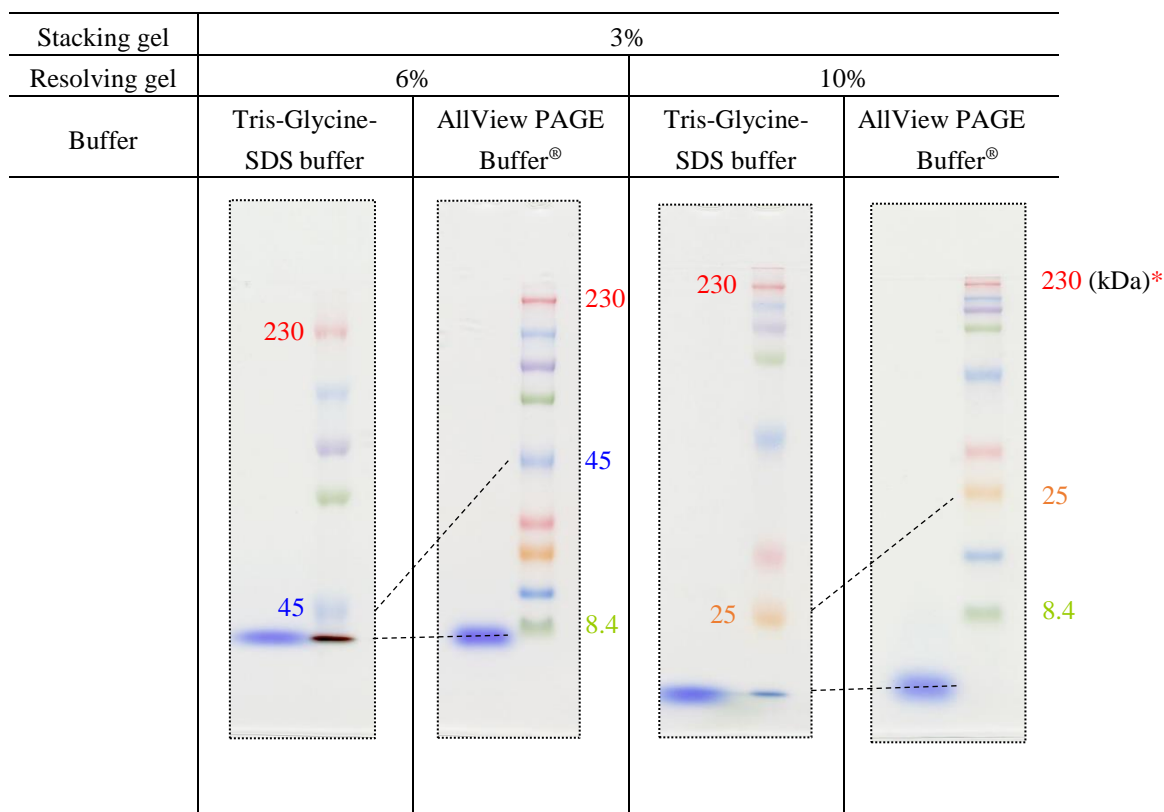 Stacking gel 3%
Resolving gel 6% 10%
Buffer
Tris-Glycine-
SDS buffer
AllView PAGE
Buffer®
Tris-Glycine-
SDS buffer
AllView PAGE
Buffer®
230
45
230
45
8.4
230
25
230 (kDa)*
25
8.4